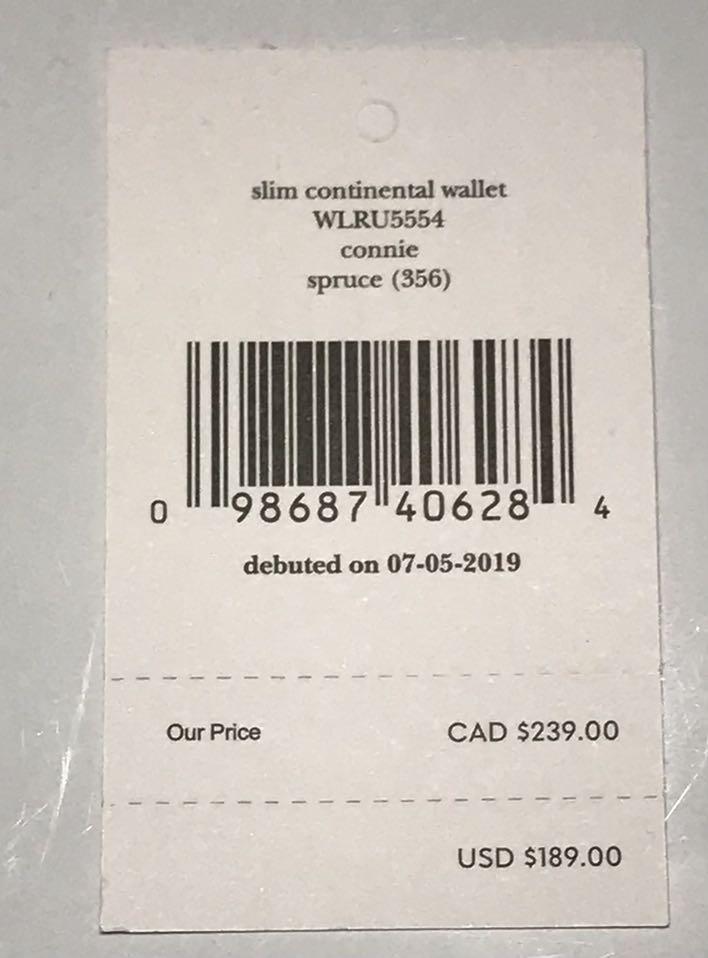 slim continental wallet
WLRU5554
connie
spruce (356)
0 98687 40628 4
debuted on 07-05-2019
Our Price CAD $239.00
USD $189.00